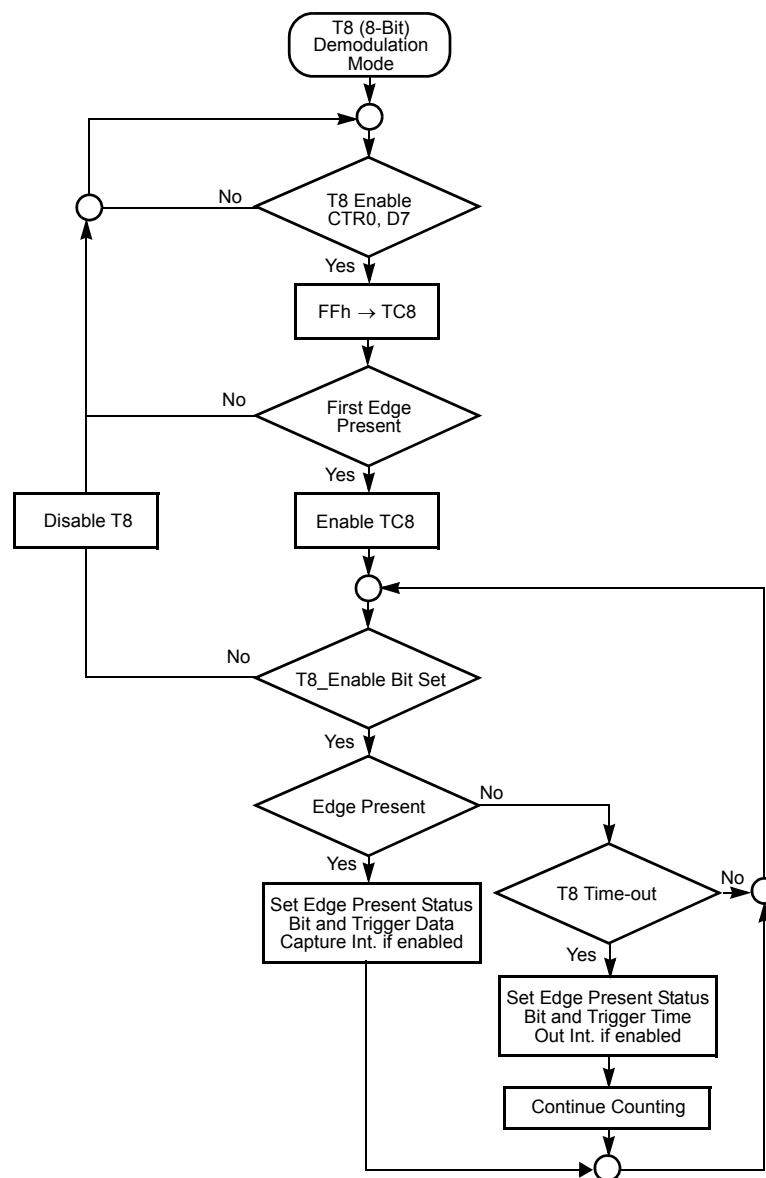 T8 (8-Bit)
Demodulation
Mode
No
T8 Enable
CTR0, D7
Yes
FFh → TC8
No
First Edge
Present
Yes
Disable T8
Enable TC8
No
T8_Enable Bit Set
Yes
Edge Present
No
Yes
T8 Time-out
No
Set Edge Present Status
Bit and Trigger Data
Capture Int. if enabled
Yes
Set Edge Present Status
Bit and Trigger Time
Out Int. if enabled
Continue Counting